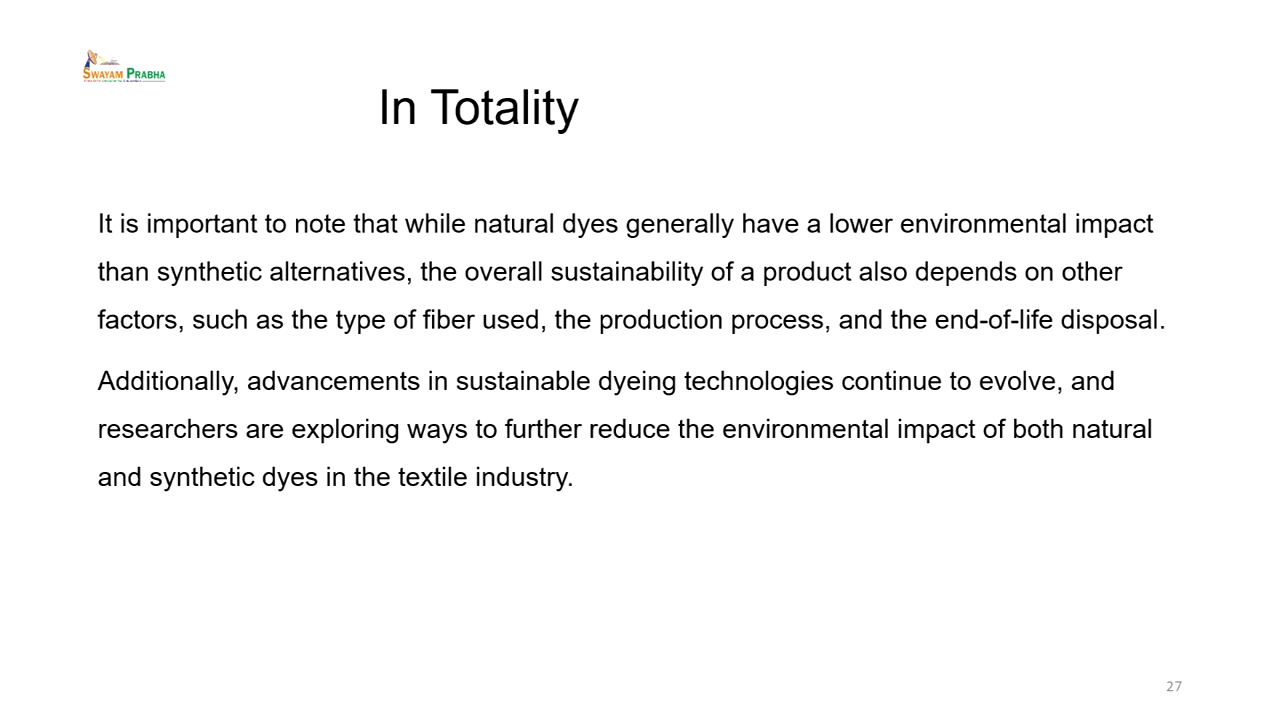 SWAYAM PRABHA
In Totality
It is important to note that while natural dyes generally have a lower environmental impact
than synthetic alternatives, the overall sustainability of a product also depends on other
factors, such as the type of fiber used, the production process, and the end-of-life disposal.
Additionally, advancements in sustainable dyeing technologies continue to evolve, and
researchers are exploring ways to further reduce the environmental impact of both natural
and synthetic dyes in the textile industry.
27